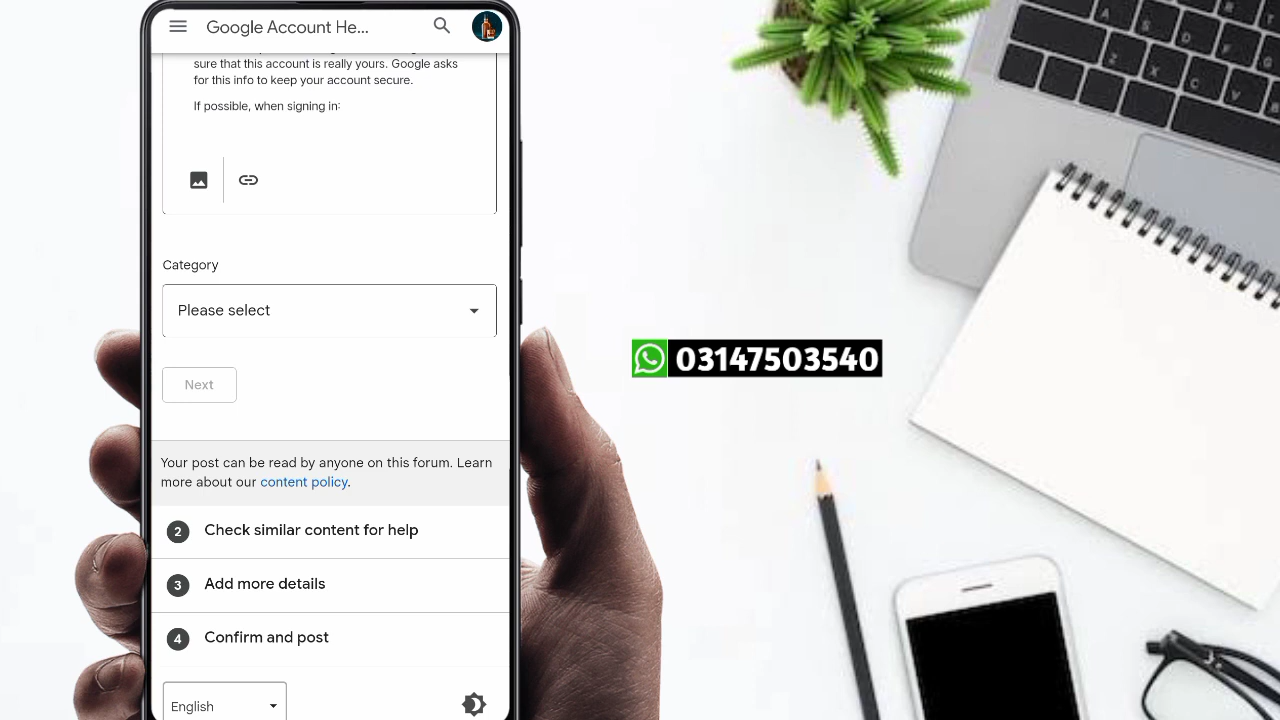 Google Account He...
sure that this account is really yours. Google asks
for this info to keep your account secure.
If possible, when signing in:
Category
Please select
Next
Your post can be read by anyone on this forum. Learn
more about our content policy.
2 Check similar content for help
3 Add more details
4 Confirm and post
English
03147503540